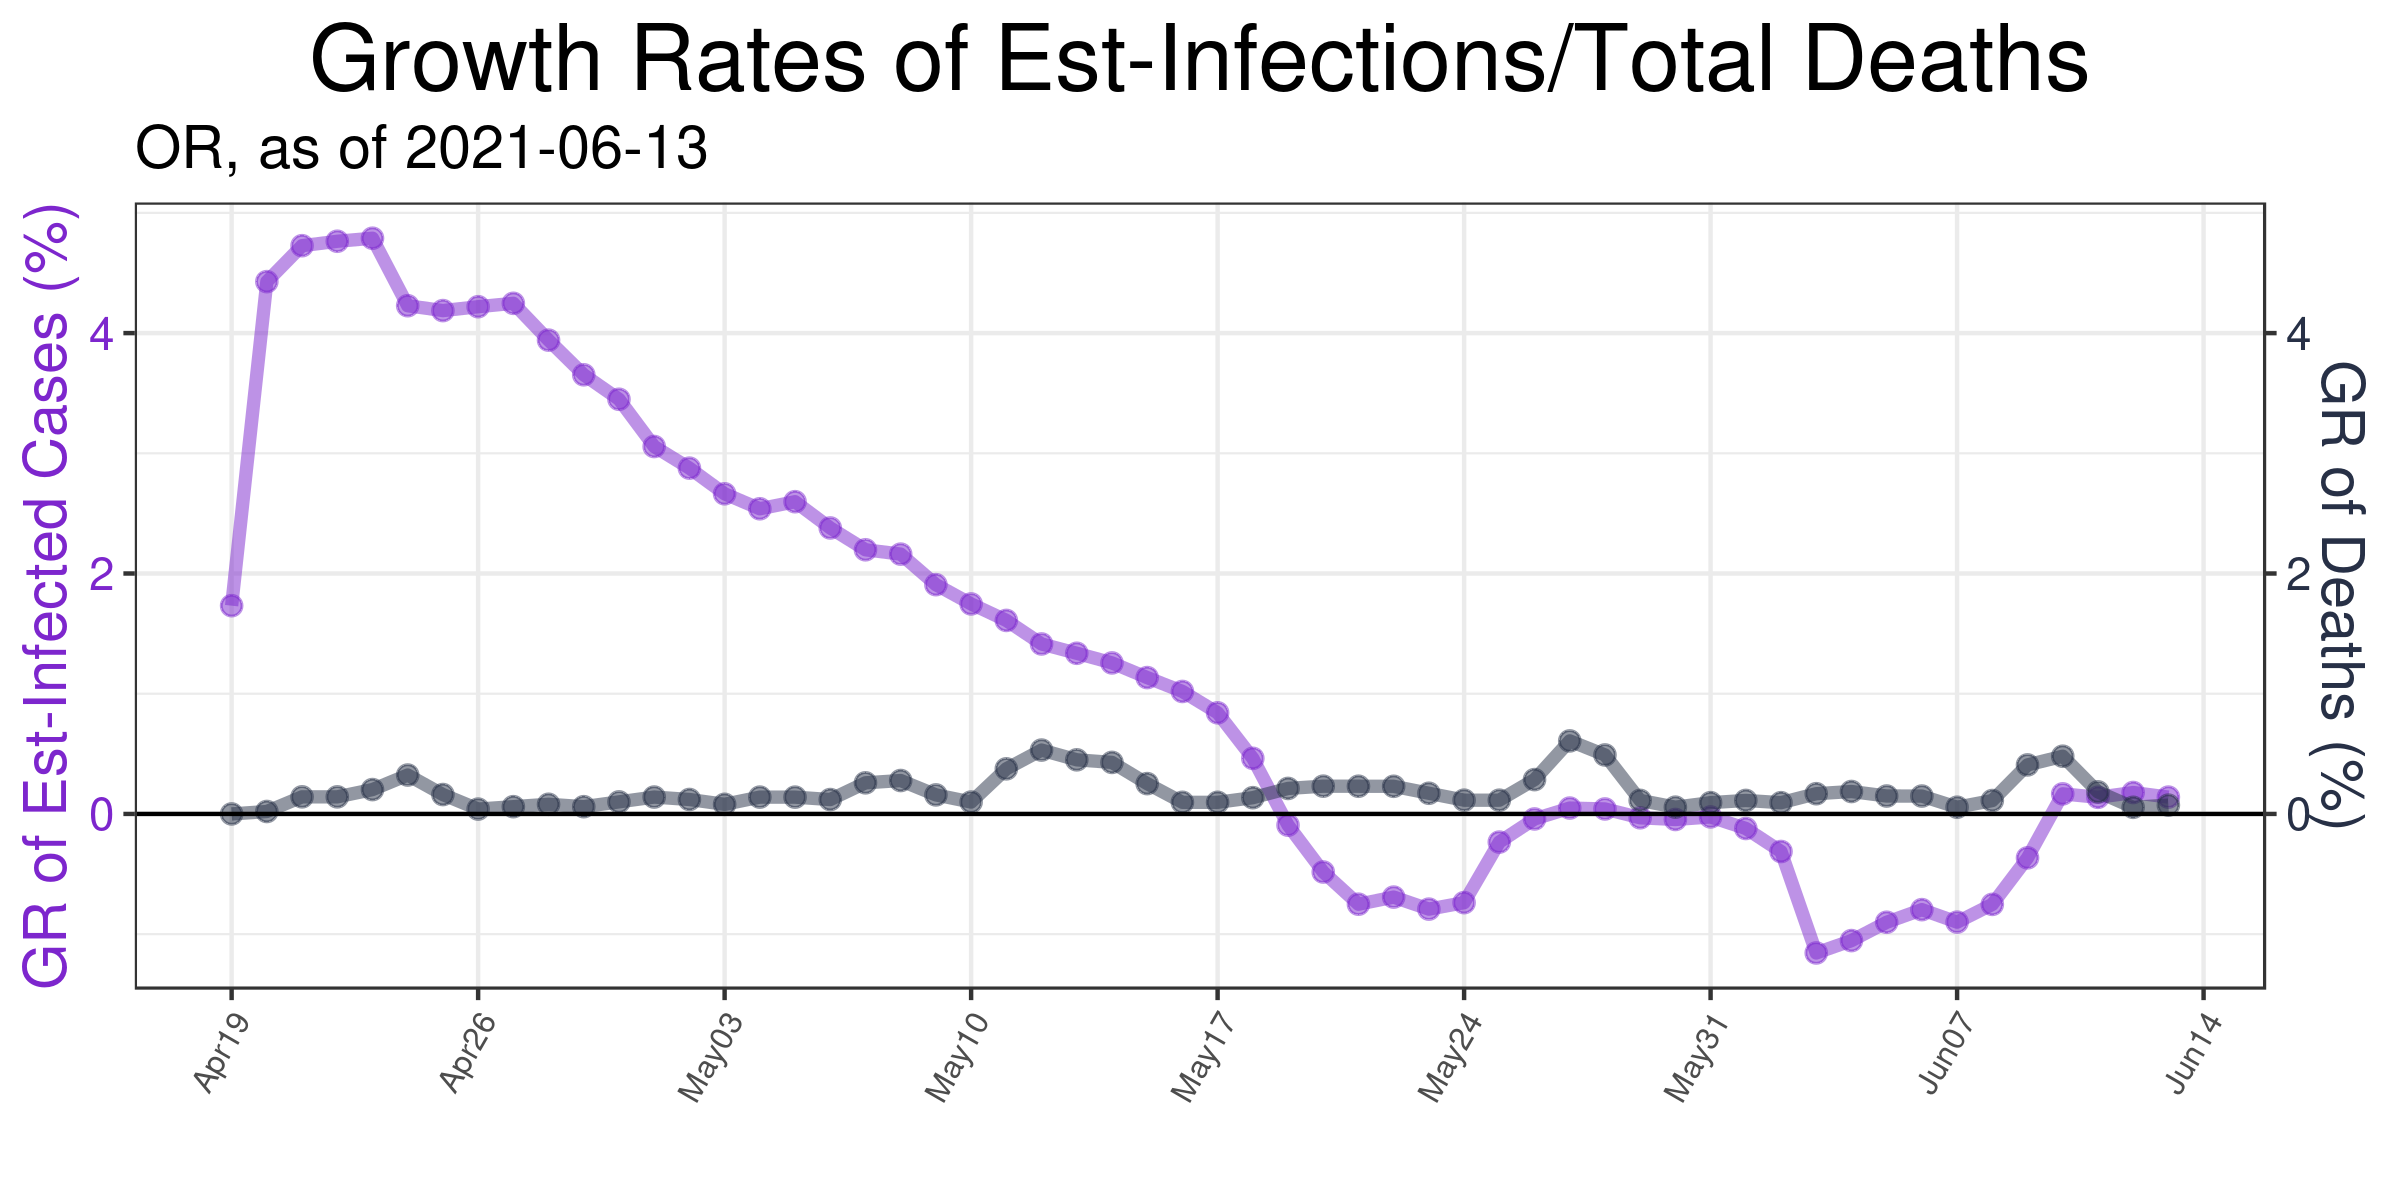 Growth Rates of Est-Infections/Total Deaths
OR, as of 2021-06-13
GR of Est-Infected Cases (%)
4
2
0
4
2
0
GR of Deaths (%)
Apr19
Apr26
May03
May10
May17
May24
May31
Jun07
Jun14